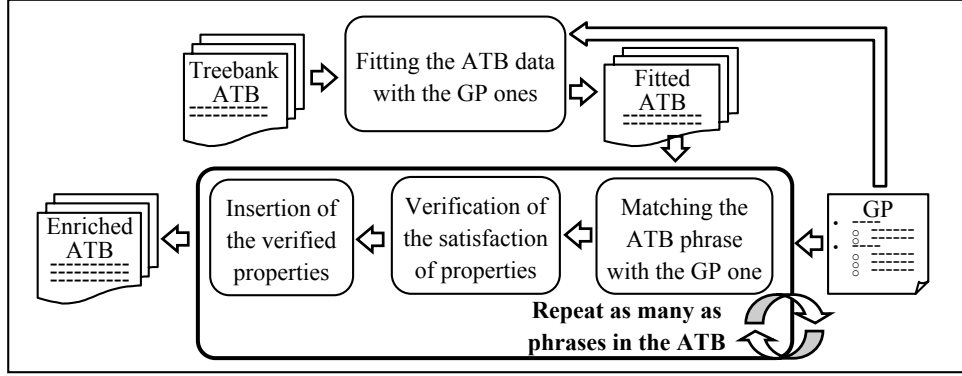 Treebank
ATB
Fitting the ATB data
with the GP ones
Fitted
ATB
Enriched
ATB
Insertion of
the verified
properties
Verification of
the satisfaction
of properties
Matching the
ATB phrase
with the GP one
GP
Repeat as many as
phrases in the ATB